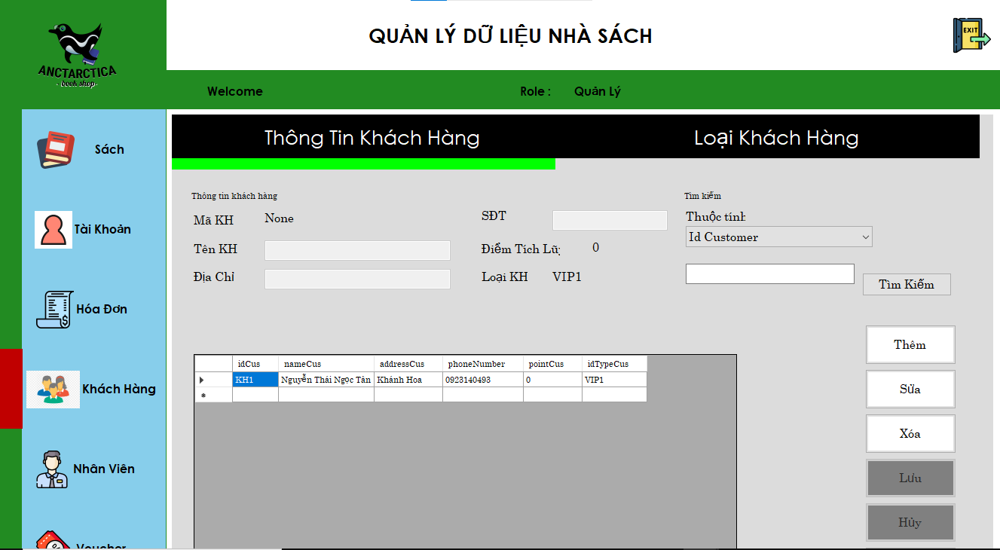 QUẢN LÝ DỮ LIỆU NHÀ SÁCH
EXIT
ANCTARCTICA
- book shop-
Welcome
Role :
Quản Lý
Sách
Tài Khoản
Hóa Đơn
Khách Hàng
Nhân Viên
Voucher
Thông Tin Khách Hàng
Loại Khách Hàng
Thông tin khách hàng
Mã KH
None
Tên KH
Địa Chỉ
SĐT
Điểm Tích Lũy
0
Loại KH
VIP1
Tìm kiếm
Thuộc tính
Id Customer
Tìm Kiếm
idCus nameCus addressCus phoneNumber pointCus idTypeCus
KH1 Nguyễn Thái Ngọc Tân Khánh Hoa 0923140493 0 VIP1
Thêm
Sửa
Xóa
Lưu
Hủy